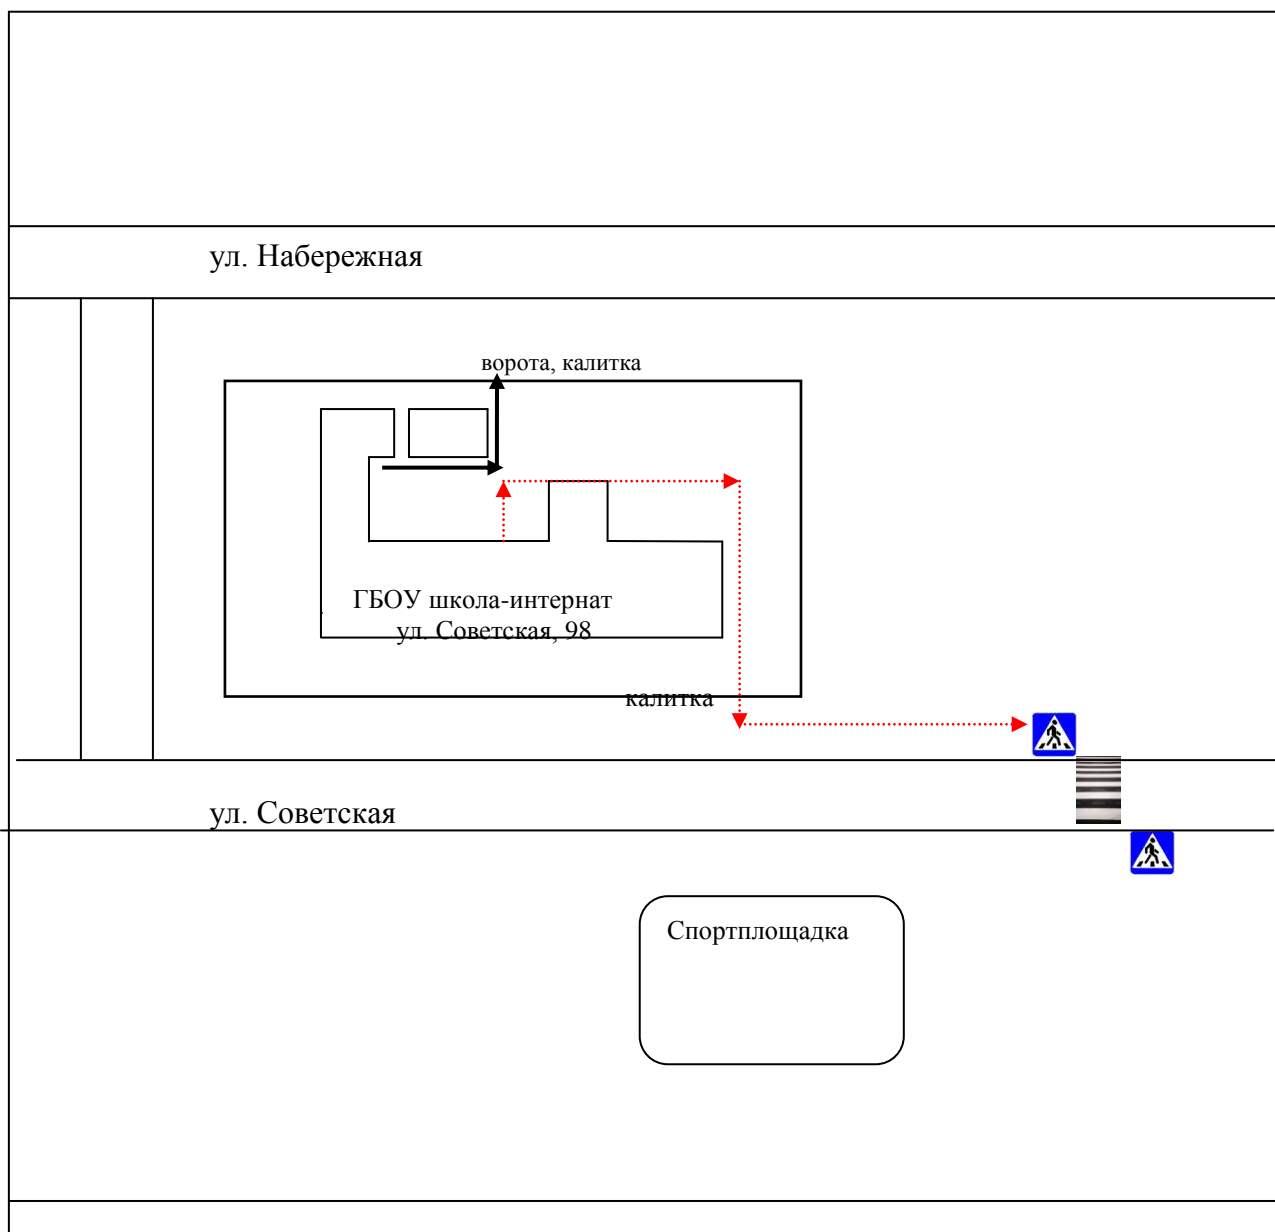 ул. Набережная
ворота, калитка
ГБОУ школа-интернат
ул. Советская, 98
калитка
ул. Советская
Спортплощадка